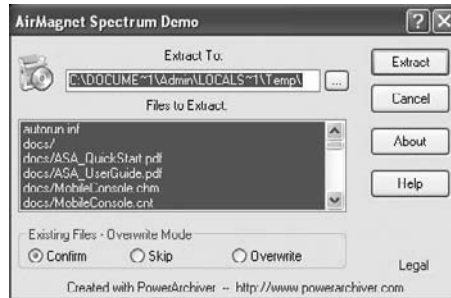 AirMagnet Spectrum Demo
Extract To:
C:\DOCUME~1\Admin\LOCALS~1\Temp\
...
Extract
Files to Extract:
Cancel
autorun.inf
docs/
docs/ASA_QuickStart.pdf
docs/ASA_UserGuide.pdf
docs/MobileConsole.chm
docs/MobileConsole.cnt
About
Help
Existing Files - Overwrite Mode
Confirm
Skip
Overwrite
Legal
Created with PowerArchiver -- http://www.powerarchiver.com